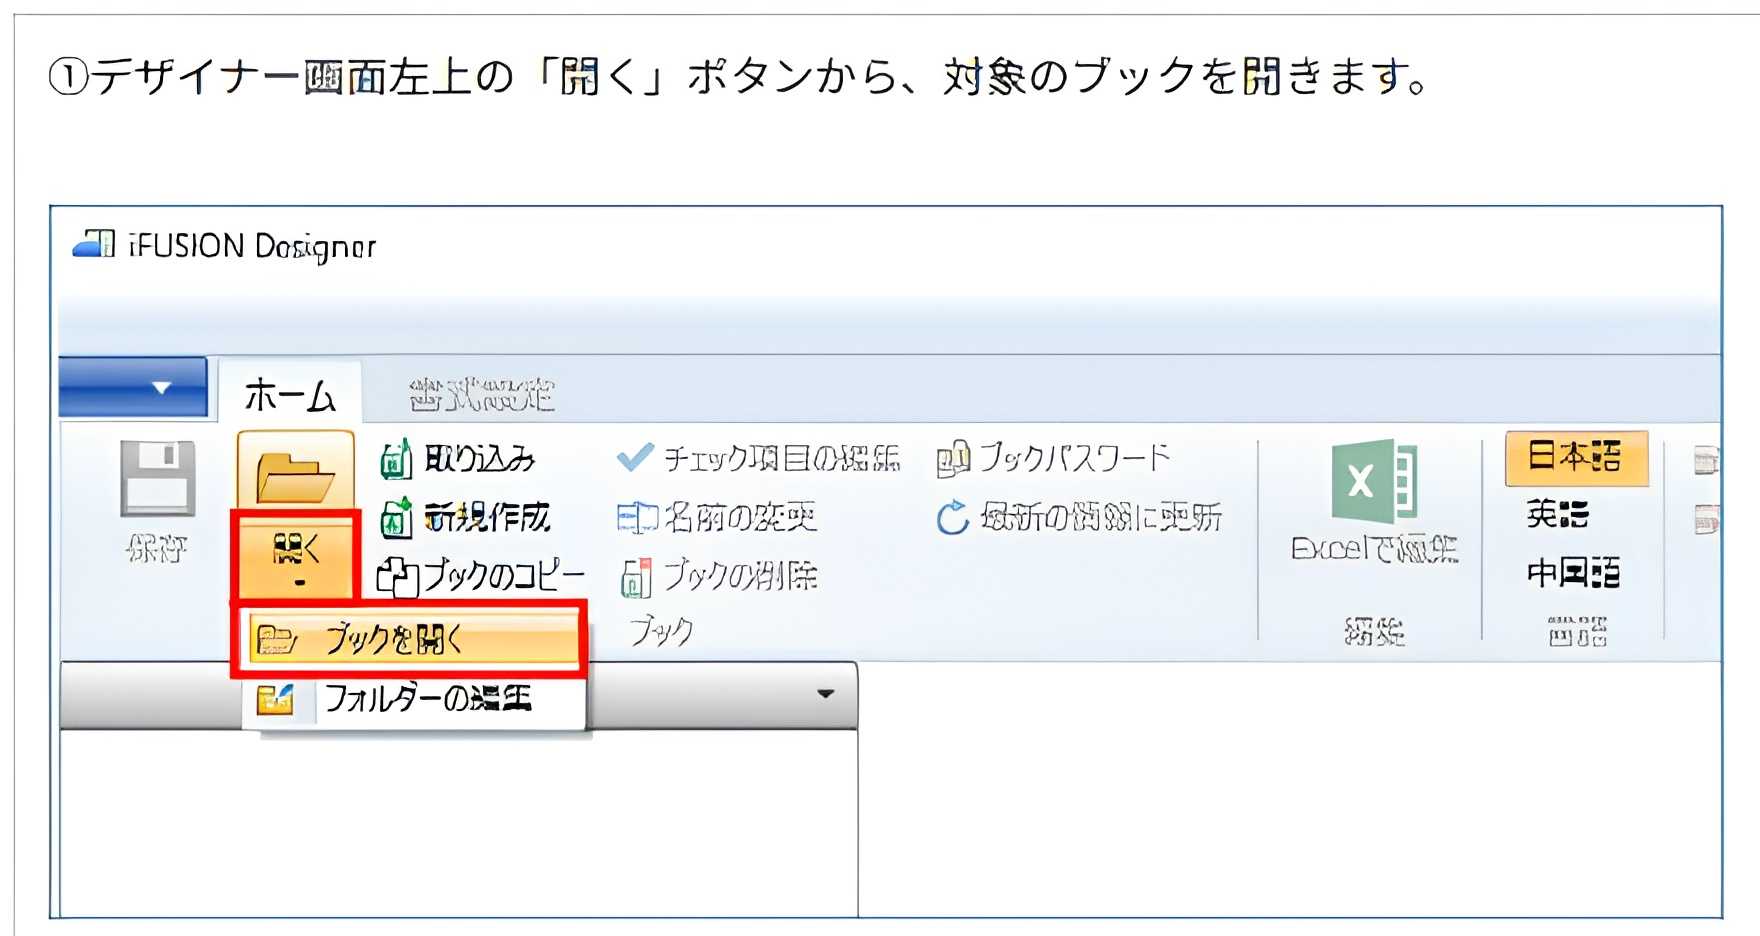 ①デザイナー画面左上の「開く」ボタンから、対象のブックを開きます。
iFUSION Designer
ホーム 書式設定
保存
開く
取り込み
新規作成
ブックのコピー
チェック項目の編集
名前の変更
ブックの削除
ブックパスワード
最新の情報に更新
ブック
Excelで編集
編集
日本語
英語
中国語
言語
ブックを開く
フォルダーの編集